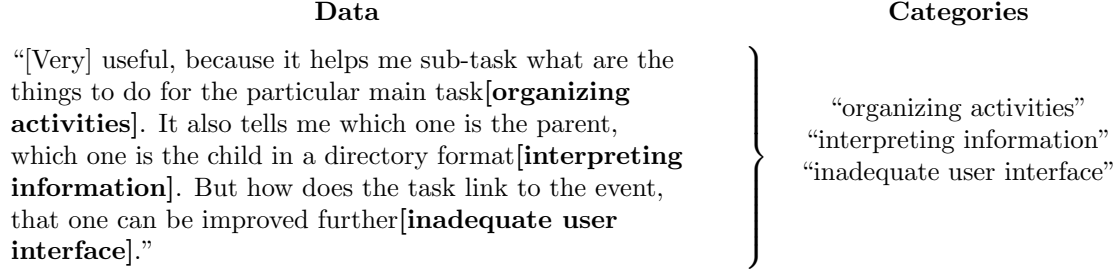 Data
Categories
“[Very] useful, because it helps me sub-task what are the
things to do for the particular main task[organizing
activities]. It also tells me which one is the parent,
which one is the child in a directory format[interpreting
information]. But how does the task link to the event,
that one can be improved further[inadequate user
interface].”
“organizing activities”
“interpreting information”
“inadequate user interface”